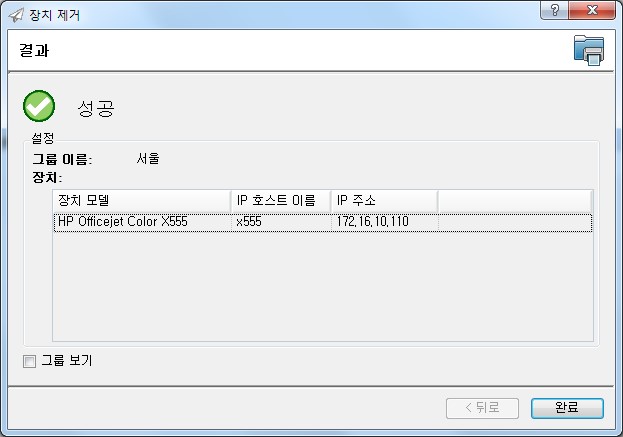 장치 제거
결과
성공
설정
그룹 이름: 서울
장치:
장치 모델 IP 호스트 이름 IP 주소
HP Officejet Color X555 x555 172,16,10,110
그룹 보기
< 뒤로 완료